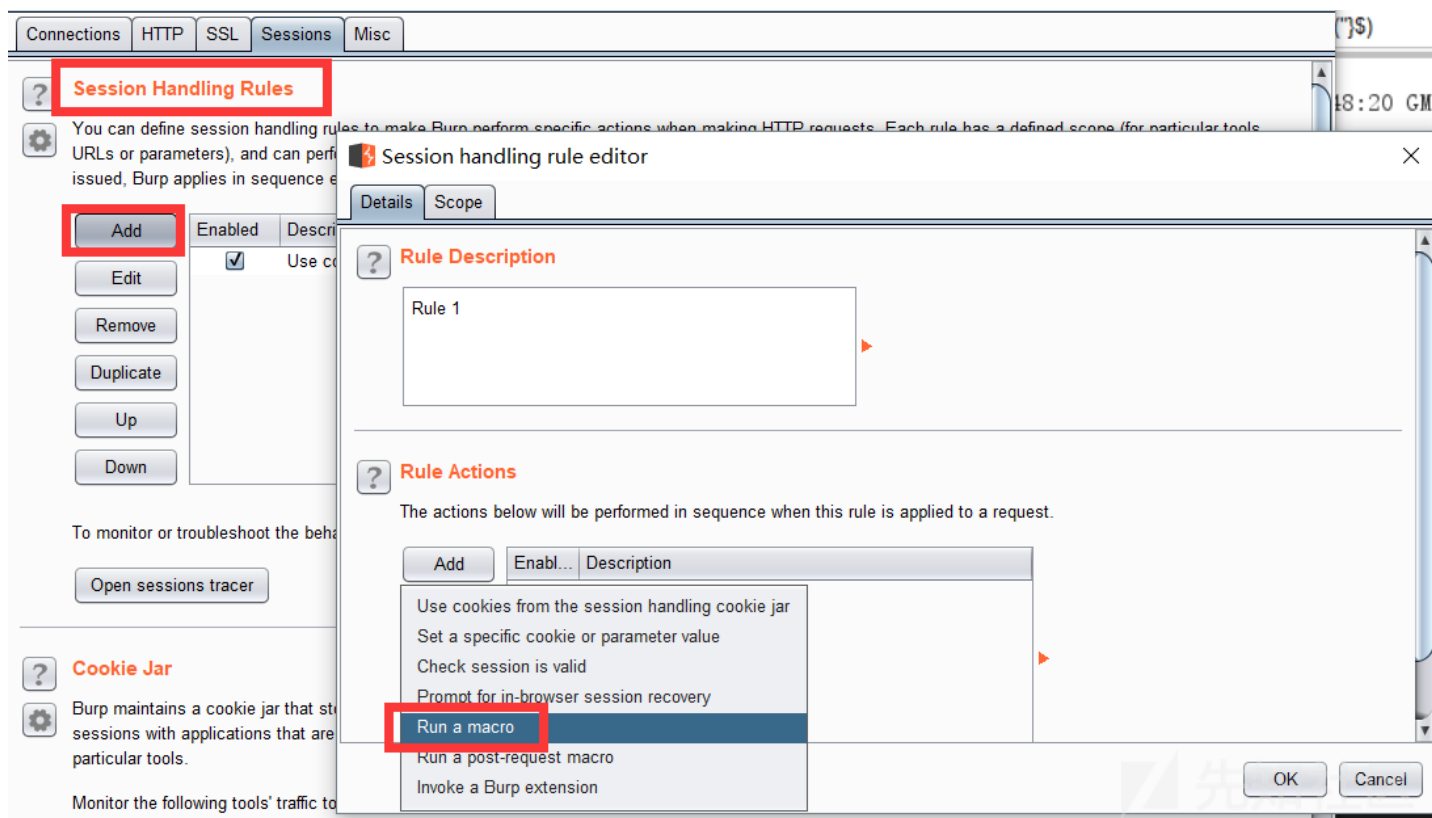 Connections HTTP SSL Sessions Misc
"}$)
Session Handling Rules
48:20 GM
You can define session handling rules to make Burp perform specific actions when making HTTP requests. Each rule has a defined scope (for particular tools,
URLs or parameters), and can perf
issued, Burp applies in sequence e
Add Enabled Descri
Use co
Edit
Remove
Duplicate
Up
Down
To monitor or troubleshoot the beha
Open sessions tracer
Cookie Jar
Burp maintains a cookie jar that sto
sessions with applications that are
particular tools.
Monitor the following tools' traffic to
Session handling rule editor
Details Scope
Rule Description
Rule 1
Rule Actions
The actions below will be performed in sequence when this rule is applied to a request.
Add Enabl... Description
Use cookies from the session handling cookie jar
Set a specific cookie or parameter value
Check session is valid
Prompt for in-browser session recovery
Run a macro
Run a post-request macro
Invoke a Burp extension
OK Cancel
先知社区